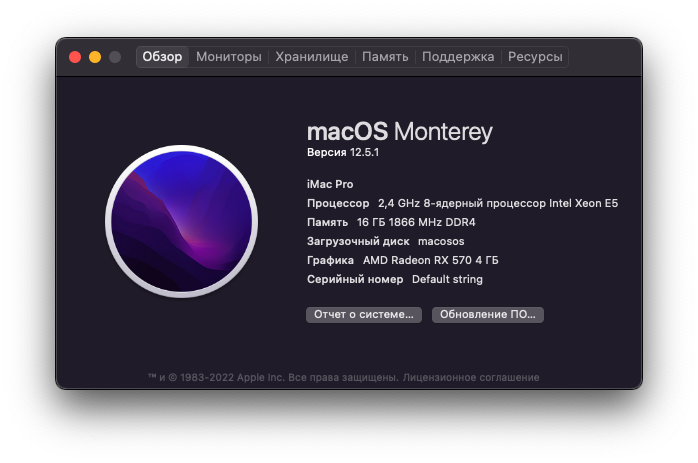 Обзор Мониторы Хранилище Память Поддержка Ресурсы
macOS Monterey
Версия 12.5.1
iMac Pro
Процессор 2,4 GHz 8-ядерный процессор Intel Xeon E5
Память 16 ГБ 1866 MHz DDR4
Загрузочный диск macosos
Графика AMD Radeon RX 570 4 ГБ
Серийный номер Default string
Отчет о системе... Обновление ПО...
™ и © 1983-2022 Apple Inc. Все права защищены. Лицензионное соглашение